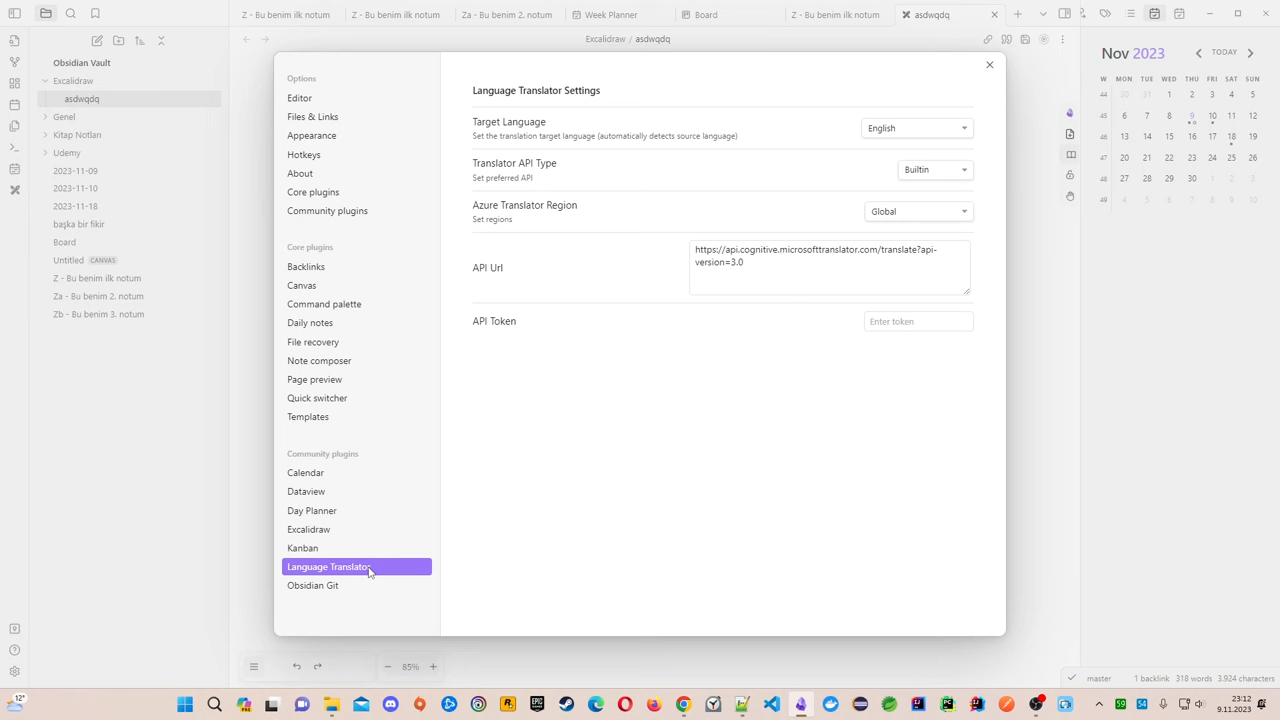 Z - Bu benim ilk notum
Z - Bu benim ilk notum
Za - Bu benim 2. notum
Week Planner
Board
Z - Bu benim ilk notum
asdwqdq
Excalidraw / asdwqdq
Obsidian Vault
Excalidraw
asdwqdq
Genel
Kitap Notları
Udemy
2023-11-09
2023-11-10
2023-11-18
başka bir fikir
Board
Untitled CANVAS
Z - Bu benim ilk notum
Za - Bu benim 2. notum
Zb - Bu benim 3. notum
Options
Editor
Files & Links
Appearance
Hotkeys
About
Core plugins
Community plugins
Core plugins
Backlinks
Canvas
Command palette
Daily notes
File recovery
Note composer
Page preview
Quick switcher
Templates
Community plugins
Calendar
Dataview
Day Planner
Excalidraw
Kanban
Language Translator
Obsidian Git
Language Translator Settings
Target Language
Set the translation target language (automatically detects source language)
English
Translator API Type
Set preferred API
Builtin
Azure Translator Region
Set regions
Global
API Url
https://api.cognitive.microsofttranslator.com/translate?api-
version=3.0
API Token
Enter token
85%
Nov 2023
TODAY
W MON TUE WED THU FRI SAT SUN
44 30 31 1 2 3 4 5
45 6 7 8 9 10 11 12
46 13 14 15 16 17 18 19
47 20 21 22 23 24 25 26
48 27 28 29 30 1 2 3
49 4 5 6 7 8 9 10
master 1 backlink 318 words 3.924 characters
12°
59
54
23:12
9.11.2023